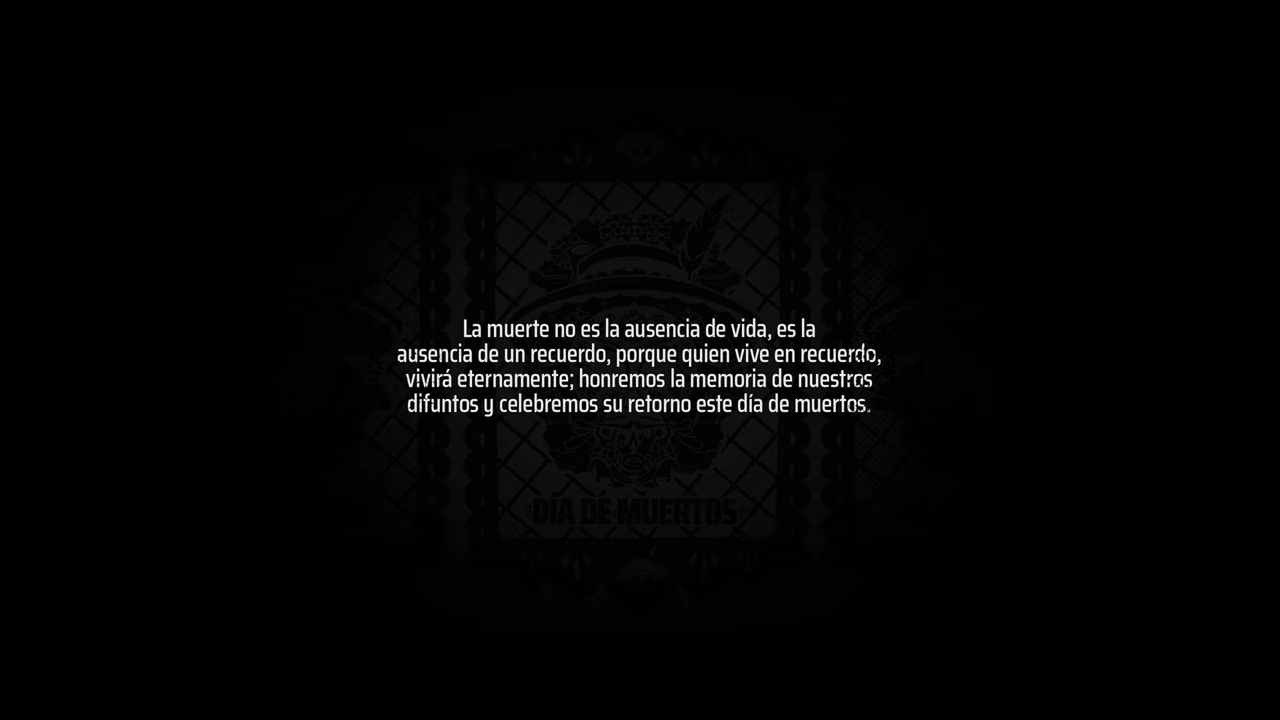 La muerte no es la ausencia de vida, es la
ausencia de un recuerdo, porque quien vive en recuerdo,
vivirá eternamente; honremos la memoria de nuestros
difuntos y celebremos su retorno este día de muertos.
DÍA DE MUERTOS